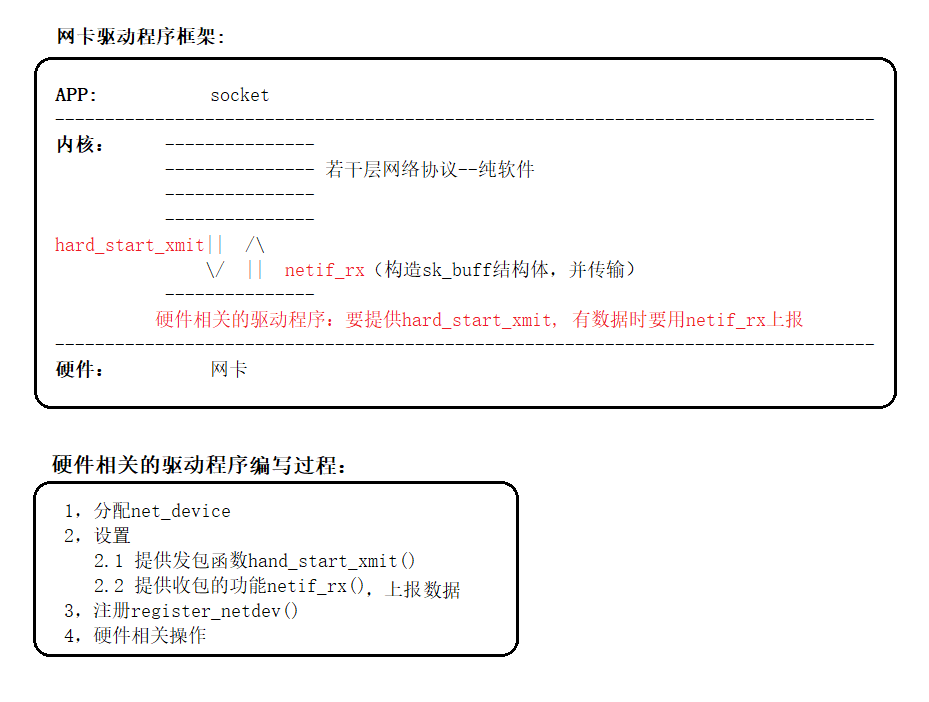 网卡驱动程序框架:
APP: socket
----------------------------------------------------------------------------------
内核: ---------------
--------------- 若干层网络协议--纯软件
---------------
---------------
hard_start_xmit|| /\
\/ || netif_rx（构造sk_buff结构体，并传输）
---------------
硬件相关的驱动程序：要提供hard_start_xmit, 有数据时要用netif_rx上报
----------------------------------------------------------------------------------
硬件: 网卡
硬件相关的驱动程序编写过程:
1，分配net_device
2，设置
2.1 提供发包函数hand_start_xmit()
2.2 提供收包的功能netif_rx()，上报数据
3，注册register_netdev()
4，硬件相关操作